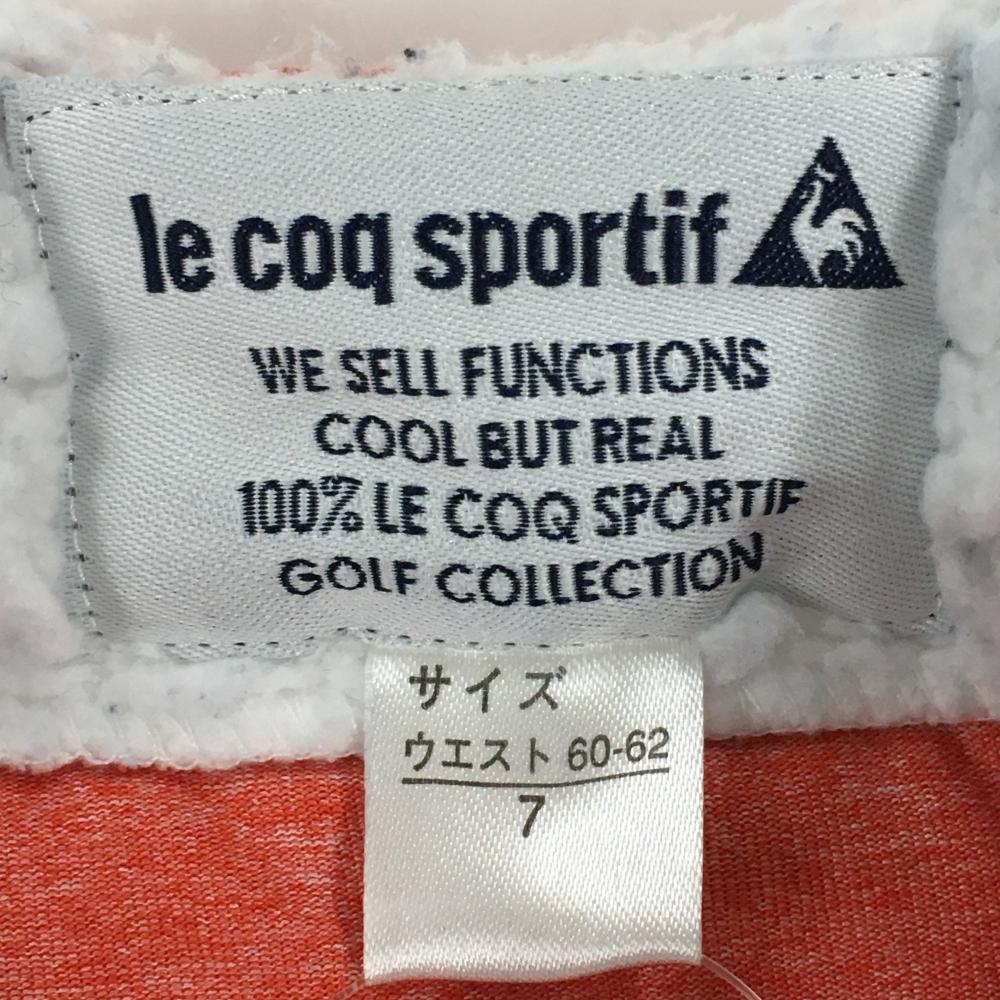 le coq sportif
WE SELL FUNCTIONS
COOL BUT REAL
100% LE COQ SPORTIF
GOLF COLLECTION
サイズ
ウエスト 60-62
7